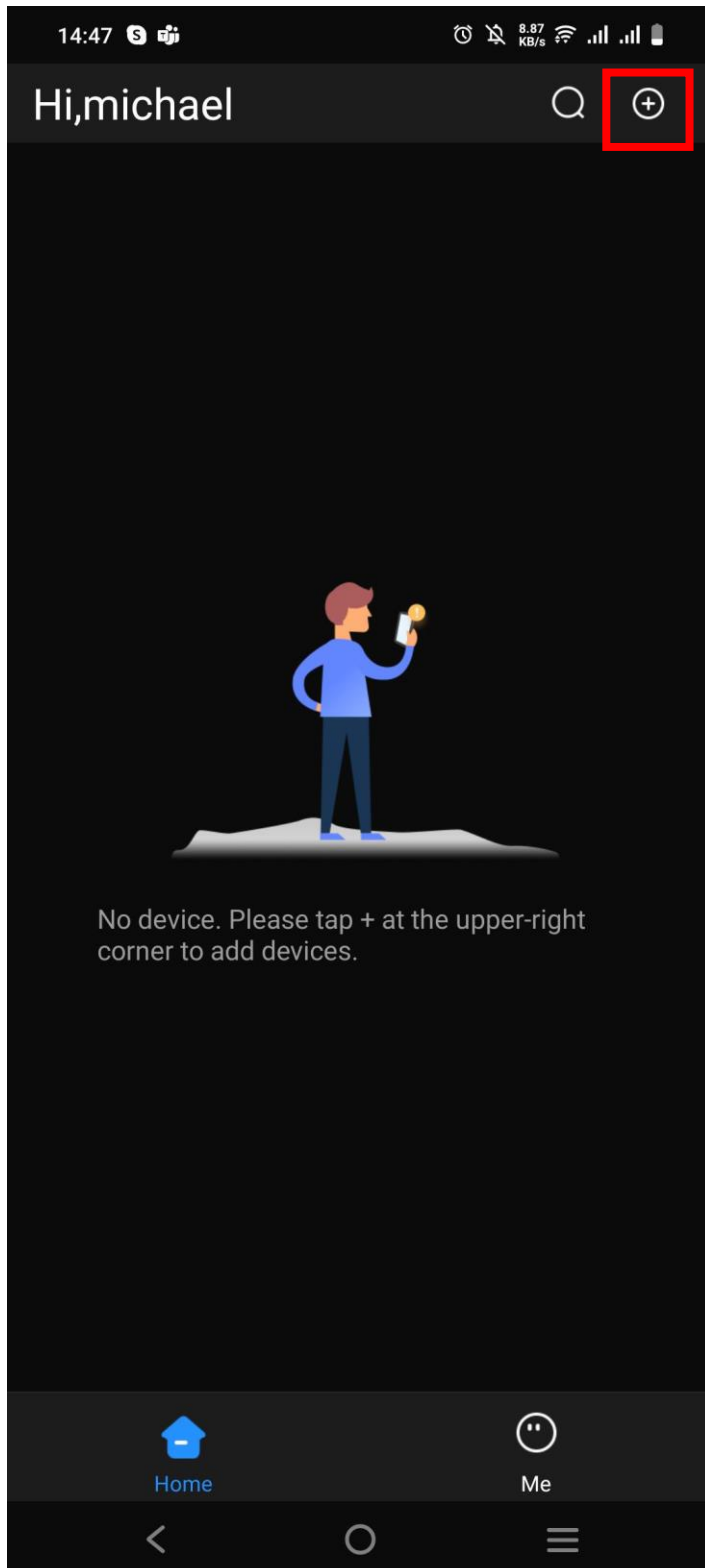 14:47
8.87
KB/s
Hi,michael
No device. Please tap + at the upper-right
corner to add devices.
Home
Me